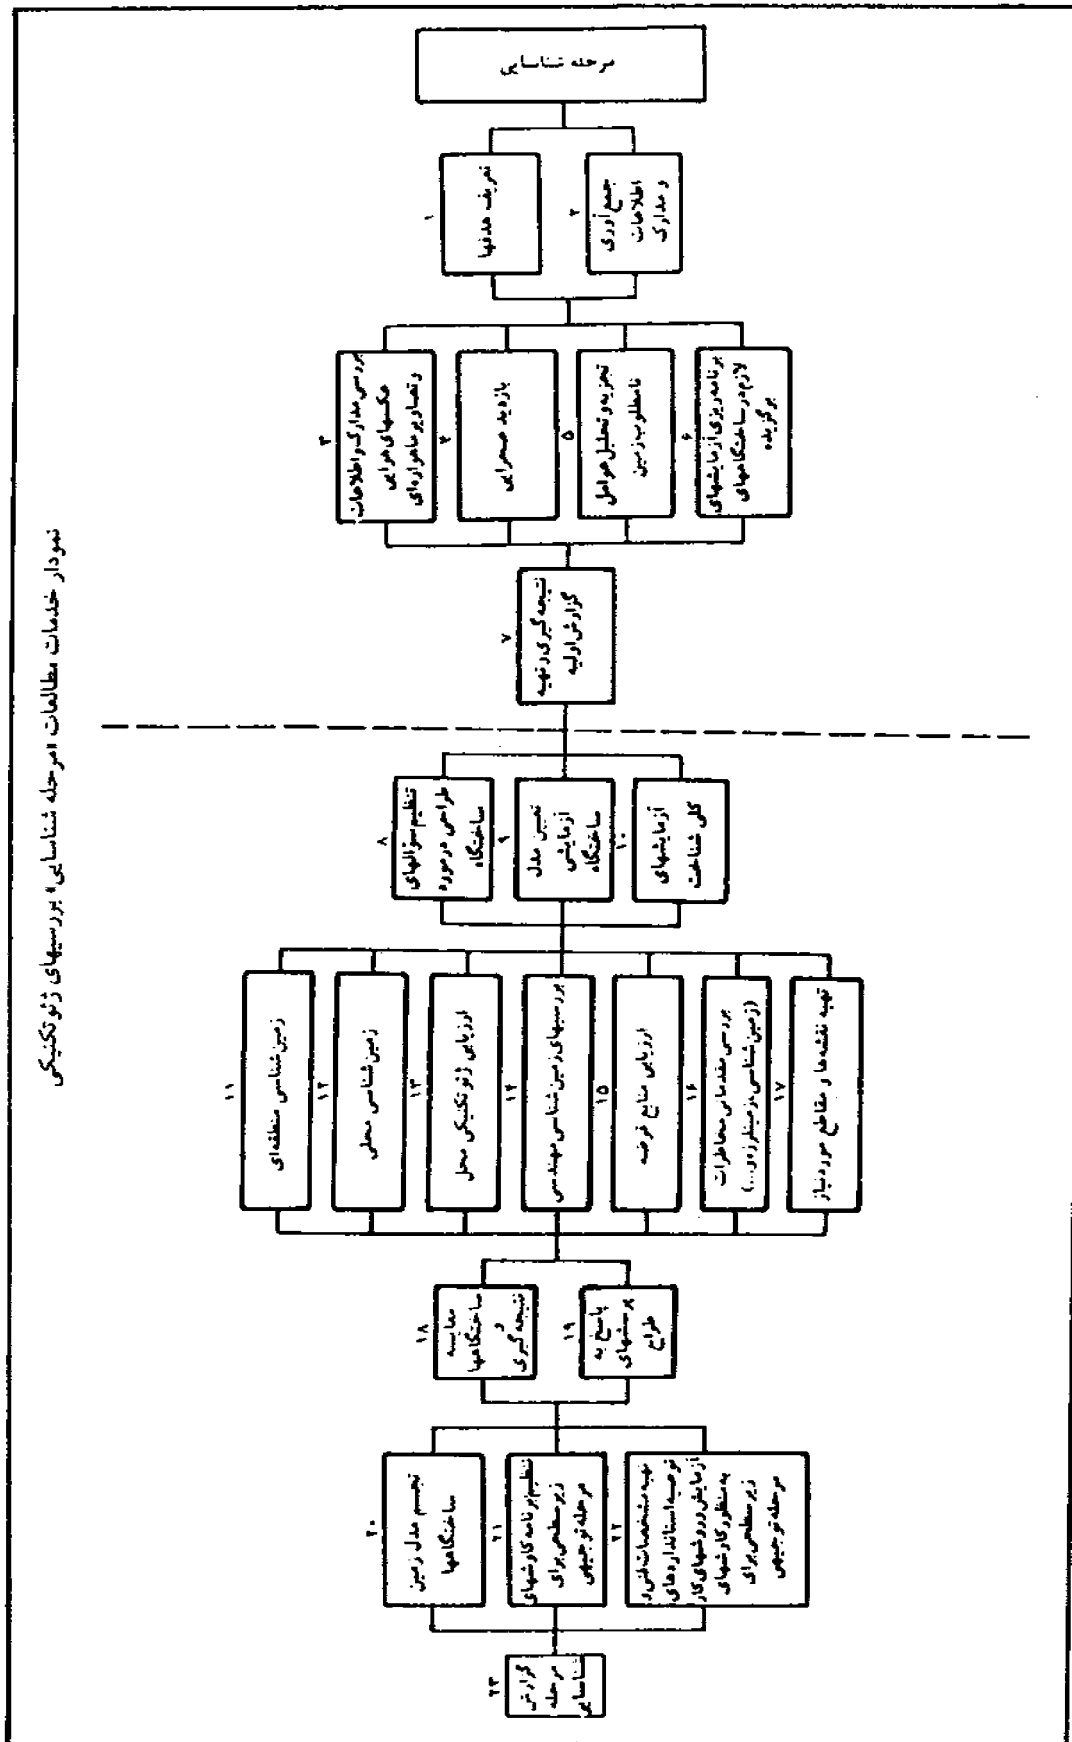 نمودار خدمات مطالعات «مرحله شناسایی» بررسیهای ژئوتکنیکی
مرحله شناسایی
۱
تعریف هدفها
۲
جمع‌آوری
اطلاعات
و مدارک
۳
بررسی مدارک و اطلاعات
عکسهای هوایی
و تصاویر ماهواره‌ای
۴
بازدید صحرایی
۵
تجزیه و تحلیل عوامل
نامطلوب زمین
۶
برنامه‌ریزی آزمایشهای
لازم در ساختگاههای
برگزیده
۷
نتیجه‌گیری و تهیه
گزارش اولیه
۸
تنظیم سؤالهای
طراحی در مورد
ساختگاه
۹
تعیین مدل
آزمایشی
ساختگاه
۱۰
آزمایشهای
کلی شناخت
۱۱
زمین‌شناسی منطقه‌ای
۱۲
زمین‌شناسی محلی
۱۳
ارزیابی ژئوتکنیکی محل
۱۴
بررسیهای زمین‌شناسی مهندسی
۱۵
ارزیابی منابع قرضه
۱۶
بررسی مقدماتی مخاطرات
(زمین‌شناسی، زمینلرزه و...)
۱۷
تهیه نقشه‌ها و مقاطع مورد نیاز
۱۸
مقایسه
ساختگاهها
و
نتیجه‌گیری
۱۹
پاسخ به
پرسشهای
طراح
۲۰
تجسم مدل زمین
ساختگاهها
۲۱
تنظیم برنامه کاوشهای
زیرسطحی برای
مرحله توجیهی
۲۲
تهیه مشخصات فنی و
توصیه استانداردهای
آزمایش و روشهای کار
به منظور کاوشهای
زیرسطحی برای
مرحله توجیهی
۲۳
گزارش
مرحله
شناسایی